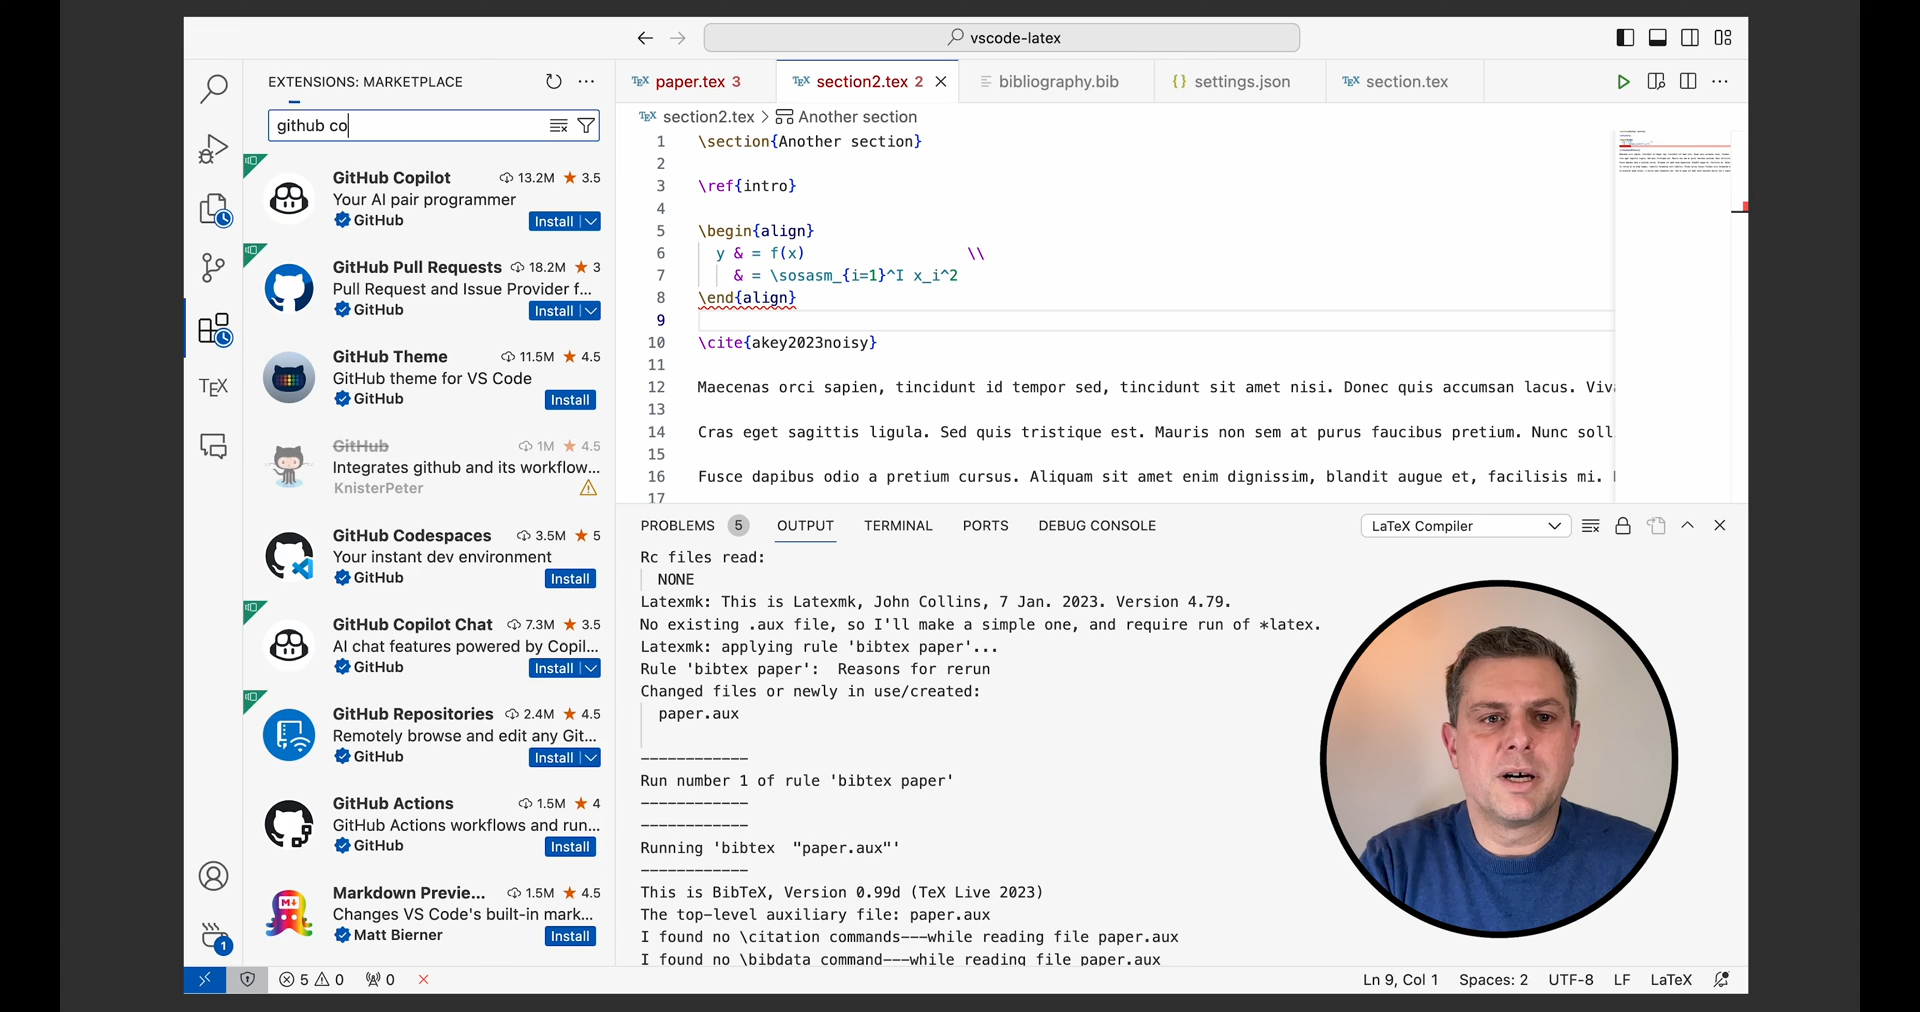 vscode-latex
EXTENSIONS: MARKETPLACE
github co
GitHub Copilot 13.2M 3.5
Your AI pair programmer
GitHub Install
GitHub Pull Requests 18.2M 3
Pull Request and Issue Provider f...
GitHub Install
GitHub Theme 11.5M 4.5
GitHub theme for VS Code
GitHub Install
GitHub 1M 4.5
Integrates github and its workflow...
KnisterPeter
GitHub Codespaces 3.5M 5
Your instant dev environment
GitHub Install
GitHub Copilot Chat 7.3M 3.5
AI chat features powered by Copil...
GitHub Install
GitHub Repositories 2.4M 4.5
Remotely browse and edit any Git...
GitHub Install
GitHub Actions 1.5M 4
GitHub Actions workflows and run...
GitHub Install
Markdown Previe... 1.5M 4.5
Changes VS Code's built-in mark...
Matt Bierner Install
TEX
1
TEX paper.tex 3 TEX section2.tex 2 bibliography.bib {} settings.json TEX section.tex
TEX section2.tex > Another section
1 \section{Another section}
2
3 \ref{intro}
4
5 \begin{align}
6 y & = f(x) \\
7 & = \sosasm_{i=1}^I x_i^2
8 \end{align}
9
10 \cite{akey2023noisy}
11
12 Maecenas orci sapien, tincidunt id tempor sed, tincidunt sit amet nisi. Donec quis accumsan lacus.
13
14 Cras eget sagittis ligula. Sed quis tristique est. Mauris non sem at purus faucibus pretium. Nunc
15
16 Fusce dapibus odio a pretium cursus. Aliquam sit amet enim dignissim, blandit augue et, facilisis mi.
17
PROBLEMS 5 OUTPUT TERMINAL PORTS DEBUG CONSOLE LaTeX Compiler
Rc files read:
NONE
Latexmk: This is Latexmk, John Collins, 7 Jan. 2023. Version 4.79.
No existing .aux file, so I'll make a simple one, and require run of *latex.
Latexmk: applying rule 'bibtex paper'...
Rule 'bibtex paper': Reasons for rerun
Changed files or newly in use/created:
paper.aux
------------
Run number 1 of rule 'bibtex paper'
------------
------------
Running 'bibtex "paper.aux"'
------------
This is BibTeX, Version 0.99d (TeX Live 2023)
The top-level auxiliary file: paper.aux
I found no \citation commands---while reading file paper.aux
I found no \bibdata command---while reading file paper.aux
5 0 0 Ln 9, Col 1 Spaces: 2 UTF-8 LF LaTeX